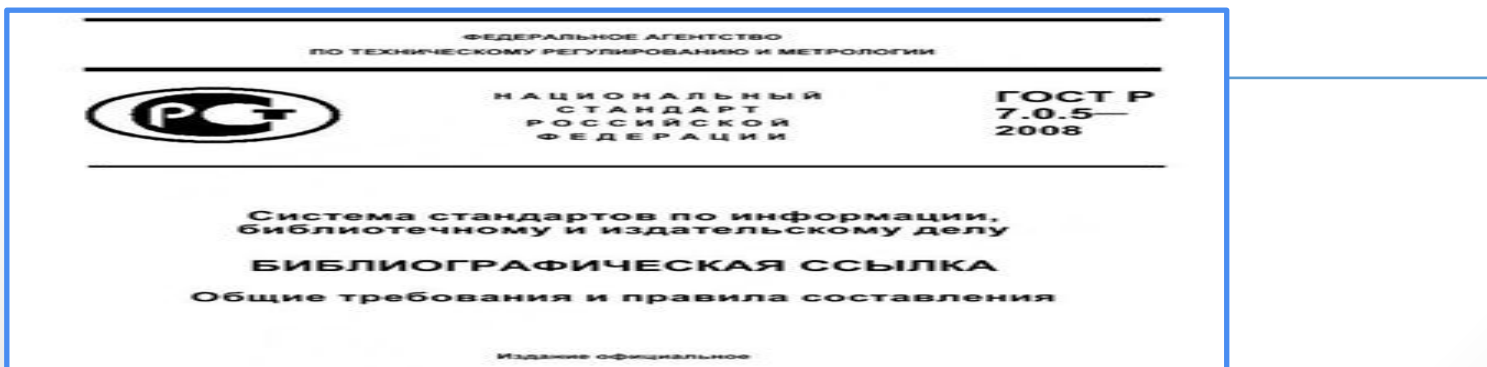 ФЕДЕРАЛЬНОЕ АГЕНТСТВО
ПО ТЕХНИЧЕСКОМУ РЕГУЛИРОВАНИЮ И МЕТРОЛОГИИ
РСТ
НАЦИОНАЛЬНЫЙ
СТАНДАРТ
РОССИЙСКОЙ
ФЕДЕРАЦИИ
ГОСТ Р
7.0.5—
2008
Система стандартов по информации,
библиотечному и издательскому делу
БИБЛИОГРАФИЧЕСКАЯ ССЫЛКА
Общие требования и правила составления
Издание официальное